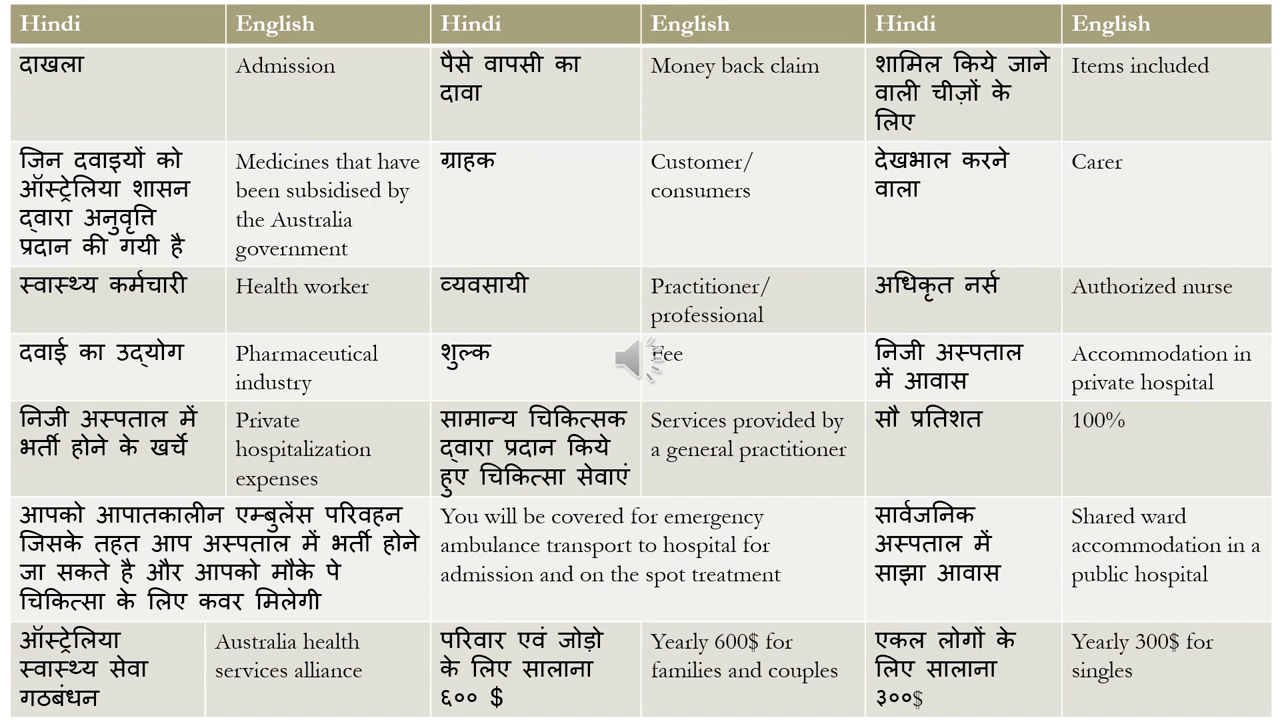 Hindi English Hindi English Hindi English
दाखला
Admission
पैसे वापसी का
दावा
Money back claim
शामिल किये जाने
वाली चीज़ों के
लिए
Items included
जिन दवाइयों को
ऑस्ट्रेलिया शासन
द्वारा अनुवृत्ति
प्रदान की गयी है
Medicines that have
been subsidised by
the Australia
government
ग्राहक
Customer/
consumers
देखभाल करने
वाला
Carer
स्वास्थ्य कर्मचारी
Health worker
व्यवसायी
Practitioner/
professional
अधिकृत नर्स
Authorized nurse
दवाई का उद्योग
Pharmaceutical
industry
शुल्क
Fee
निजी अस्पताल
में आवास
Accommodation in
private hospital
निजी अस्पताल में
भर्ती होने के खर्चे
Private
hospitalization
expenses
सामान्य चिकित्सक
द्वारा प्रदान किये
हुए चिकित्सा सेवाएं
Services provided by
a general practitioner
सौ प्रतिशत
100%
आपको आपातकालीन एम्बुलेंस परिवहन
जिसके तहत आप अस्पताल में भर्ती होने
जा सकते है और आपको मौके पे
चिकित्सा के लिए कवर मिलेगी
You will be covered for emergency
ambulance transport to hospital for
admission and on the spot treatment
सार्वजनिक
अस्पताल में
साझा आवास
Shared ward
accommodation in a
public hospital
ऑस्ट्रेलिया
स्वास्थ्य सेवा
गठबंधन
Australia health
services alliance
परिवार एवं जोड़ो
के लिए सालाना
६०० $
Yearly 600$ for
families and couples
एकल लोगों के
लिए सालाना
३००$
Yearly 300$ for
singles